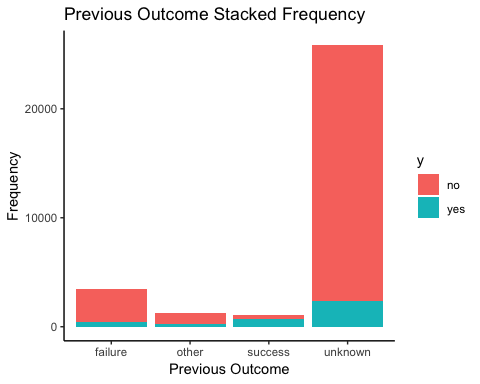 Previous Outcome Stacked Frequency
Frequency
20000
10000
0
failure other success unknown
Previous Outcome
y
no
yes